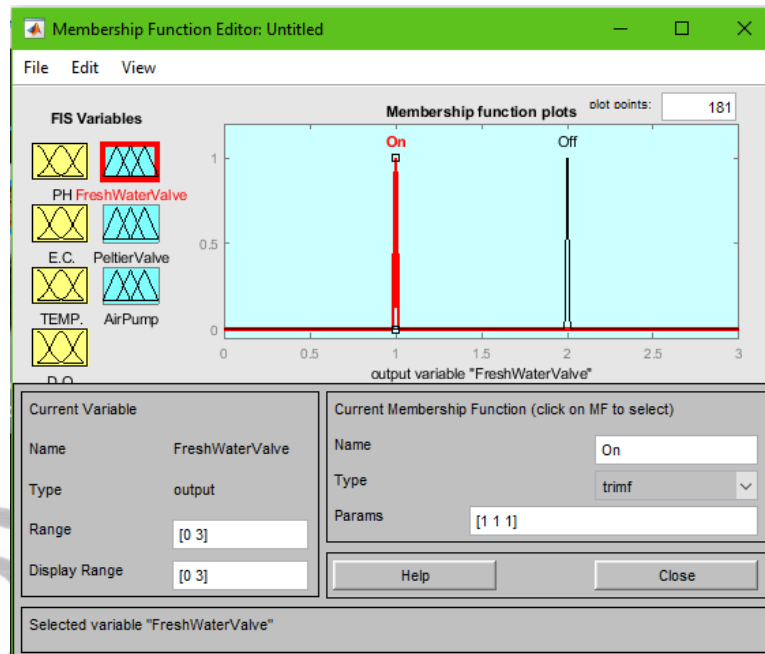 Membership Function Editor: Untitled
File Edit View
FIS Variables
Membership function plots
plot points:
181
PH
FreshWaterValve
E.C.
PeltierValve
TEMP.
AirPump
D.O.
On
Off
1
0.5
0
0 0.5 1 1.5 2 2.5 3
output variable "FreshWaterValve"
Current Variable
Name FreshWaterValve
Type output
Range [0 3]
Display Range [0 3]
Current Membership Function (click on MF to select)
Name On
Type trimf
Params [1 1 1]
Help Close
Selected variable "FreshWaterValve"